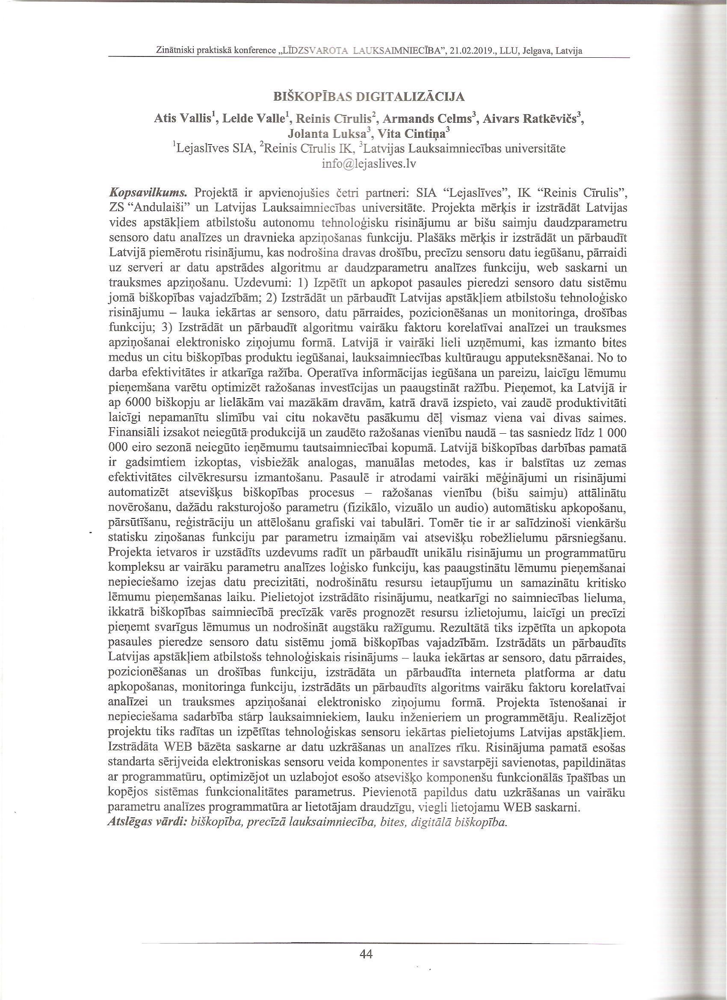 Zinātniski praktiskā konference „LĪDZSVAROTA LAUKSAIMNIECĪBA”, 21.02.2019., LLU, Jelgava, Latvija
BIŠKOPĪBAS DIGITALIZĀCIJA
Atis Vallis¹, Lelde Valle¹, Reinis Cīrulis², Armands Celms³, Aivars Ratkēvičs³,
Jolanta Luksa³, Vita Cintiņa³
¹Lejaslīves SIA, ²Reinis Cīrulis IK, ³Latvijas Lauksaimniecības universitāte
info@lejaslives.lv
Kopsavilkums. Projektā ir apvienojušies četri partneri: SIA “Lejaslīves”, IK “Reinis Cīrulis”,
ZS “Andulaiši” un Latvijas Lauksaimniecības universitāte. Projekta mērķis ir izstrādāt Latvijas
vides apstākļiem atbilstošu autonomu tehnoloģisku risinājumu ar bišu saimju daudzparametru
sensoro datu analīzes un dravnieka apziņošanas funkciju. Plašāks mērķis ir izstrādāt un pārbaudīt
Latvijā piemērotu risinājumu, kas nodrošina dravas drošību, precīzu sensoru datu iegūšanu, pārraidi
uz serveri ar datu apstrādes algoritmu ar daudzparametru analīzes funkciju, web saskarni un
trauksmes apziņošanu. Uzdevumi: 1) Izpētīt un apkopot pasaules pieredzi sensoro datu sistēmu
jomā biškopības vajadzībām; 2) Izstrādāt un pārbaudīt Latvijas apstākļiem atbilstošu tehnoloģisko
risinājumu – lauka iekārtas ar sensoro, datu pārraides, pozicionēšanas un monitoringa, drošības
funkciju; 3) Izstrādāt un pārbaudīt algoritmu vairāku faktoru korelatīvai analīzei un trauksmes
apziņošanai elektronisko ziņojumu formā. Latvijā ir vairāki lieli uzņēmumi, kas izmanto bites
medus un citu biškopības produktu iegūšanai, lauksaimniecības kultūraugu apputeksnēšanai. No to
darba efektivitātes ir atkarīga ražība. Operatīva informācijas iegūšana un pareizu, laicīgu lēmumu
pieņemšana varētu optimizēt ražošanas investīcijas un paaugstināt ražību. Pieņemot, ka Latvijā ir
ap 6000 biškopju ar lielākām vai mazākām dravām, katrā dravā izspieto, vai zaudē produktivitāti
laicīgi nepamanītu slimību vai citu nokavētu pasākumu dēļ vismaz viena vai divas saimes.
Finansiāli izsakot neiegūtā produkcijā un zaudēto ražošanas vienību naudā – tas sasniedz līdz 1 000
000 eiro sezonā neiegūto ieņēmumu tautsaimniecībai kopumā. Latvijā biškopības darbības pamatā
ir gadsimtiem izkoptas, visbiežāk analogas, manuālas metodes, kas ir balstītas uz zemas
efektivitātes cilvēkresursu izmantošanu. Pasaulē ir atrodami vairāki mēģinājumi un risinājumi
automatizēt atsevišķus biškopības procesus – ražošanas vienību (bišu saimju) attālinātu
novērošanu, dažādu raksturojošo parametru (fizikālo, vizuālo un audio) automātisku apkopošanu,
pārsūtīšanu, reģistrāciju un attēlošanu grafiski vai tabulāri. Tomēr tie ir ar salīdzinoši vienkāršu
statisku ziņošanas funkciju par parametru izmaiņām vai atsevišķu robežlielumu pārsniegšanu.
Projekta ietvaros ir uzstādīts uzdevums radīt un pārbaudīt unikālu risinājumu un programmatūru
kompleksu ar vairāku parametru analīzes loģisko funkciju, kas paaugstinātu lēmumu pieņemšanai
nepieciešamo izejas datu precizitāti, nodrošinātu resursu ietaupījumu un samazinātu kritisko
lēmumu pieņemšanas laiku. Pielietojot izstrādāto risinājumu, neatkarīgi no saimniecības lieluma,
ikkatrā biškopības saimniecībā precīzāk varēs prognozēt resursu izlietojumu, laicīgi un precīzi
pieņemt svarīgus lēmumus un nodrošināt augstāku ražīgumu. Rezultātā tiks izpētīta un apkopota
pasaules pieredze sensoro datu sistēmu jomā biškopības vajadzībām. Izstrādāts un pārbaudīts
Latvijas apstākļiem atbilstošs tehnoloģiskais risinājums – lauka iekārtas ar sensoro, datu pārraides,
pozicionēšanas un drošības funkciju, izstrādāta un pārbaudīta interneta platforma ar datu
apkopošanas, monitoringa funkciju, izstrādāts un pārbaudīts algoritms vairāku faktoru korelatīvai
analīzei un trauksmes apziņošanai elektronisko ziņojumu formā. Projekta īstenošanai ir
nepieciešama sadarbība stārp lauksaimniekiem, lauku inženieriem un programmētāju. Realizējot
projektu tiks radītas un izpētītas tehnoloģiskas sensoru iekārtas pielietojums Latvijas apstākļiem.
Izstrādāta WEB bāzēta saskarne ar datu uzkrāšanas un analīzes rīku. Risinājuma pamatā esošas
standarta sērijveida elektroniskas sensoru veida komponentes ir savstarpēji savienotas, papildinātas
ar programmatūru, optimizējot un uzlabojot esošo atsevišķo komponenšu funkcionālās īpašības un
kopējos sistēmas funkcionalitātes parametrus. Pievienotā papildus datu uzkrāšanas un vairāku
parametru analīzes programmatūra ar lietotājam draudzīgu, viegli lietojamu WEB saskarni.
Atslēgas vārdi: biškopība, precīzā lauksaimniecība, bites, digitālā biškopība.
44